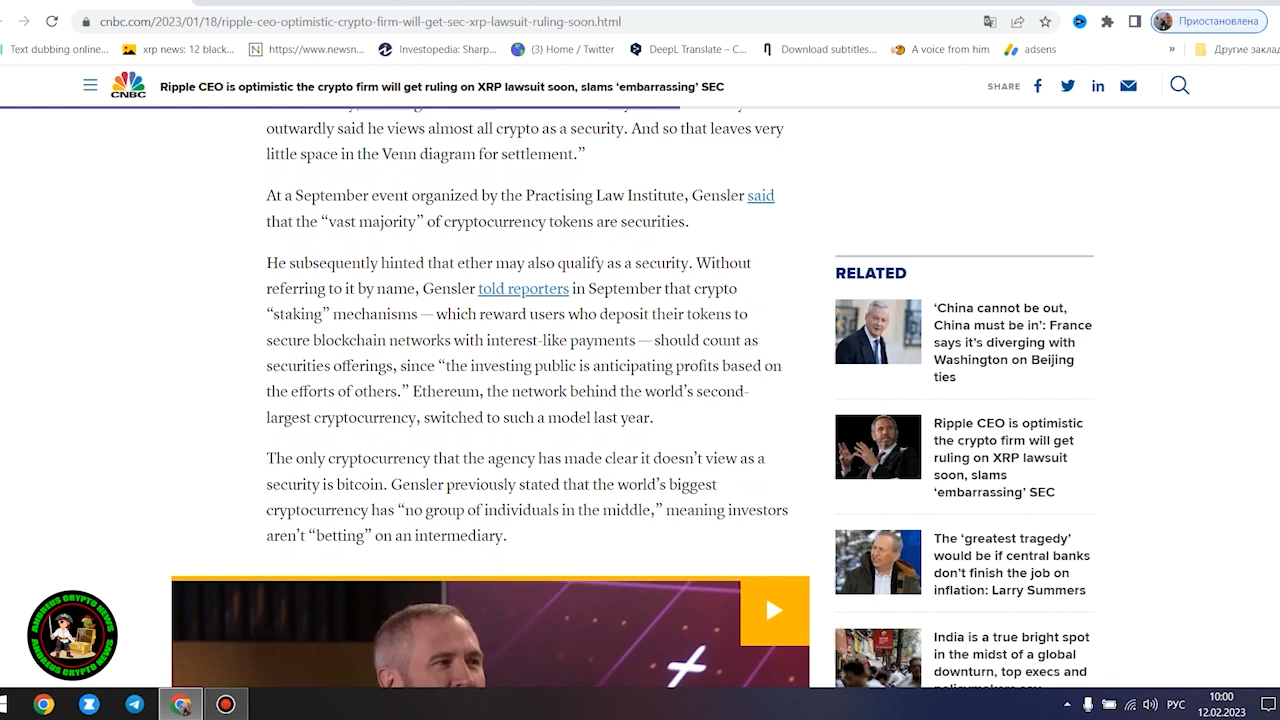 cnbc.com/2023/01/18/ripple-ceo-optimistic-crypto-firm-will-get-sec-xrp-lawsuit-ruling-soon.html
Приостановлена
Text dubbing online...
xrp news: 12 black...
https://www.newsn...
Investopedia: Sharp...
(3) Home / Twitter
DeepL Translate – C...
Download subtitles...
A voice from him
adsens
»
Другие закла
CNBC
Ripple CEO is optimistic the crypto firm will get ruling on XRP lawsuit soon, slams ‘embarrassing’ SEC
SHARE
outwardly said he views almost all crypto as a security. And so that leaves very
little space in the Venn diagram for settlement.”
At a September event organized by the Practising Law Institute, Gensler said
that the “vast majority” of cryptocurrency tokens are securities.
He subsequently hinted that ether may also qualify as a security. Without
referring to it by name, Gensler told reporters in September that crypto
“staking” mechanisms — which reward users who deposit their tokens to
secure blockchain networks with interest-like payments — should count as
securities offerings, since “the investing public is anticipating profits based on
the efforts of others.” Ethereum, the network behind the world’s second-
largest cryptocurrency, switched to such a model last year.
The only cryptocurrency that the agency has made clear it doesn’t view as a
security is bitcoin. Gensler previously stated that the world’s biggest
cryptocurrency has “no group of individuals in the middle,” meaning investors
aren’t “betting” on an intermediary.
RELATED
‘China cannot be out,
China must be in’: France
says it’s diverging with
Washington on Beijing
ties
Ripple CEO is optimistic
the crypto firm will get
ruling on XRP lawsuit
soon, slams
‘embarrassing’ SEC
The ‘greatest tragedy’
would be if central banks
don’t finish the job on
inflation: Larry Summers
India is a true bright spot
in the midst of a global
downturn, top execs and
ANDREUS CRYPTO NEWS
ANDREUS CRYPTO NEWS
РУС
10:00
12.02.2023